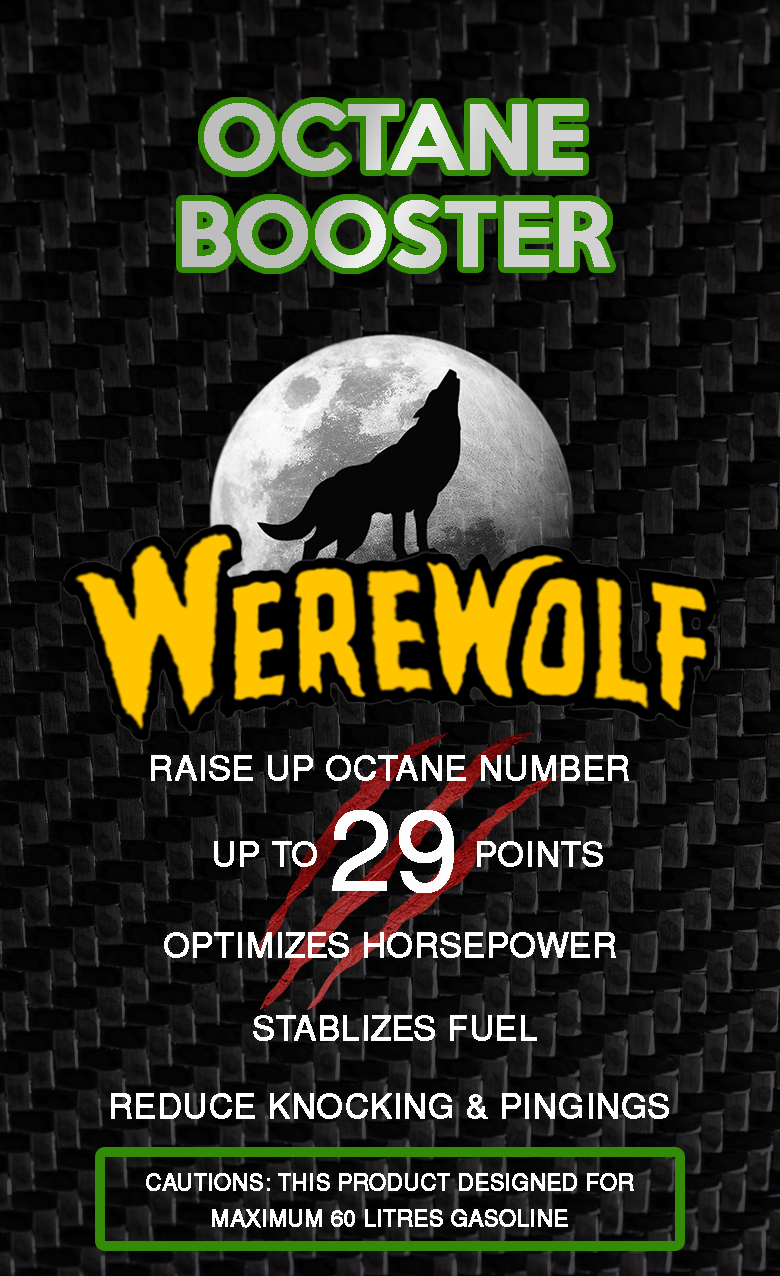 OCTANE
BOOSTER
WEREWOLF
RAISE UP OCTANE NUMBER
UP TO 29 POINTS
OPTIMIZES HORSEPOWER
STABLIZES FUEL
REDUCE KNOCKING & PINGINGS
CAUTIONS: THIS PRODUCT DESIGNED FOR
MAXIMUM 60 LITRES GASOLINE